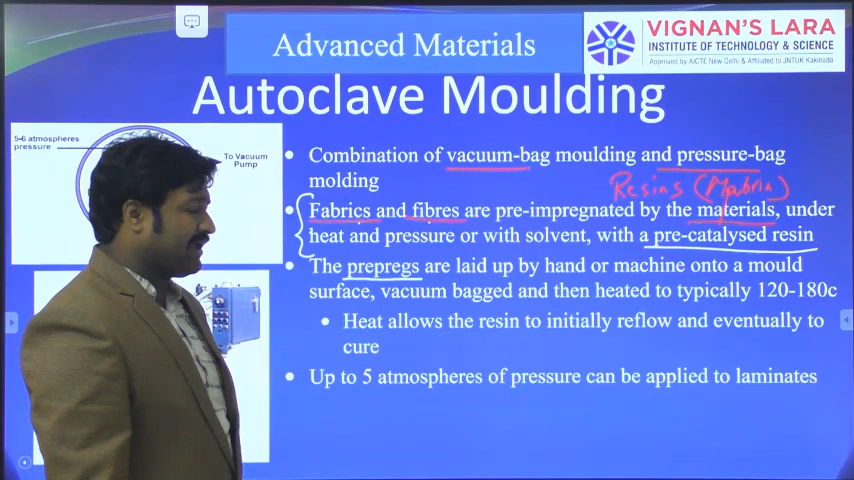 Advanced Materials
VIGNAN'S LARA
INSTITUTE OF TECHNOLOGY & SCIENCE
Approved by AICTE New Delhi & Affiliated to JNTUK Kakinada
Autoclave Moulding
5-6 atmospheres
pressure
To Vacuum
Pump
• Combination of vacuum-bag moulding and pressure-bag
molding
Resins (Matrix)
• Fabrics and fibres are pre-impregnated by the materials, under
heat and pressure or with solvent, with a pre-catalysed resin
• The prepregs are laid up by hand or machine onto a mould
surface, vacuum bagged and then heated to typically 120-180c
• Heat allows the resin to initially reflow and eventually to
cure
• Up to 5 atmospheres of pressure can be applied to laminates